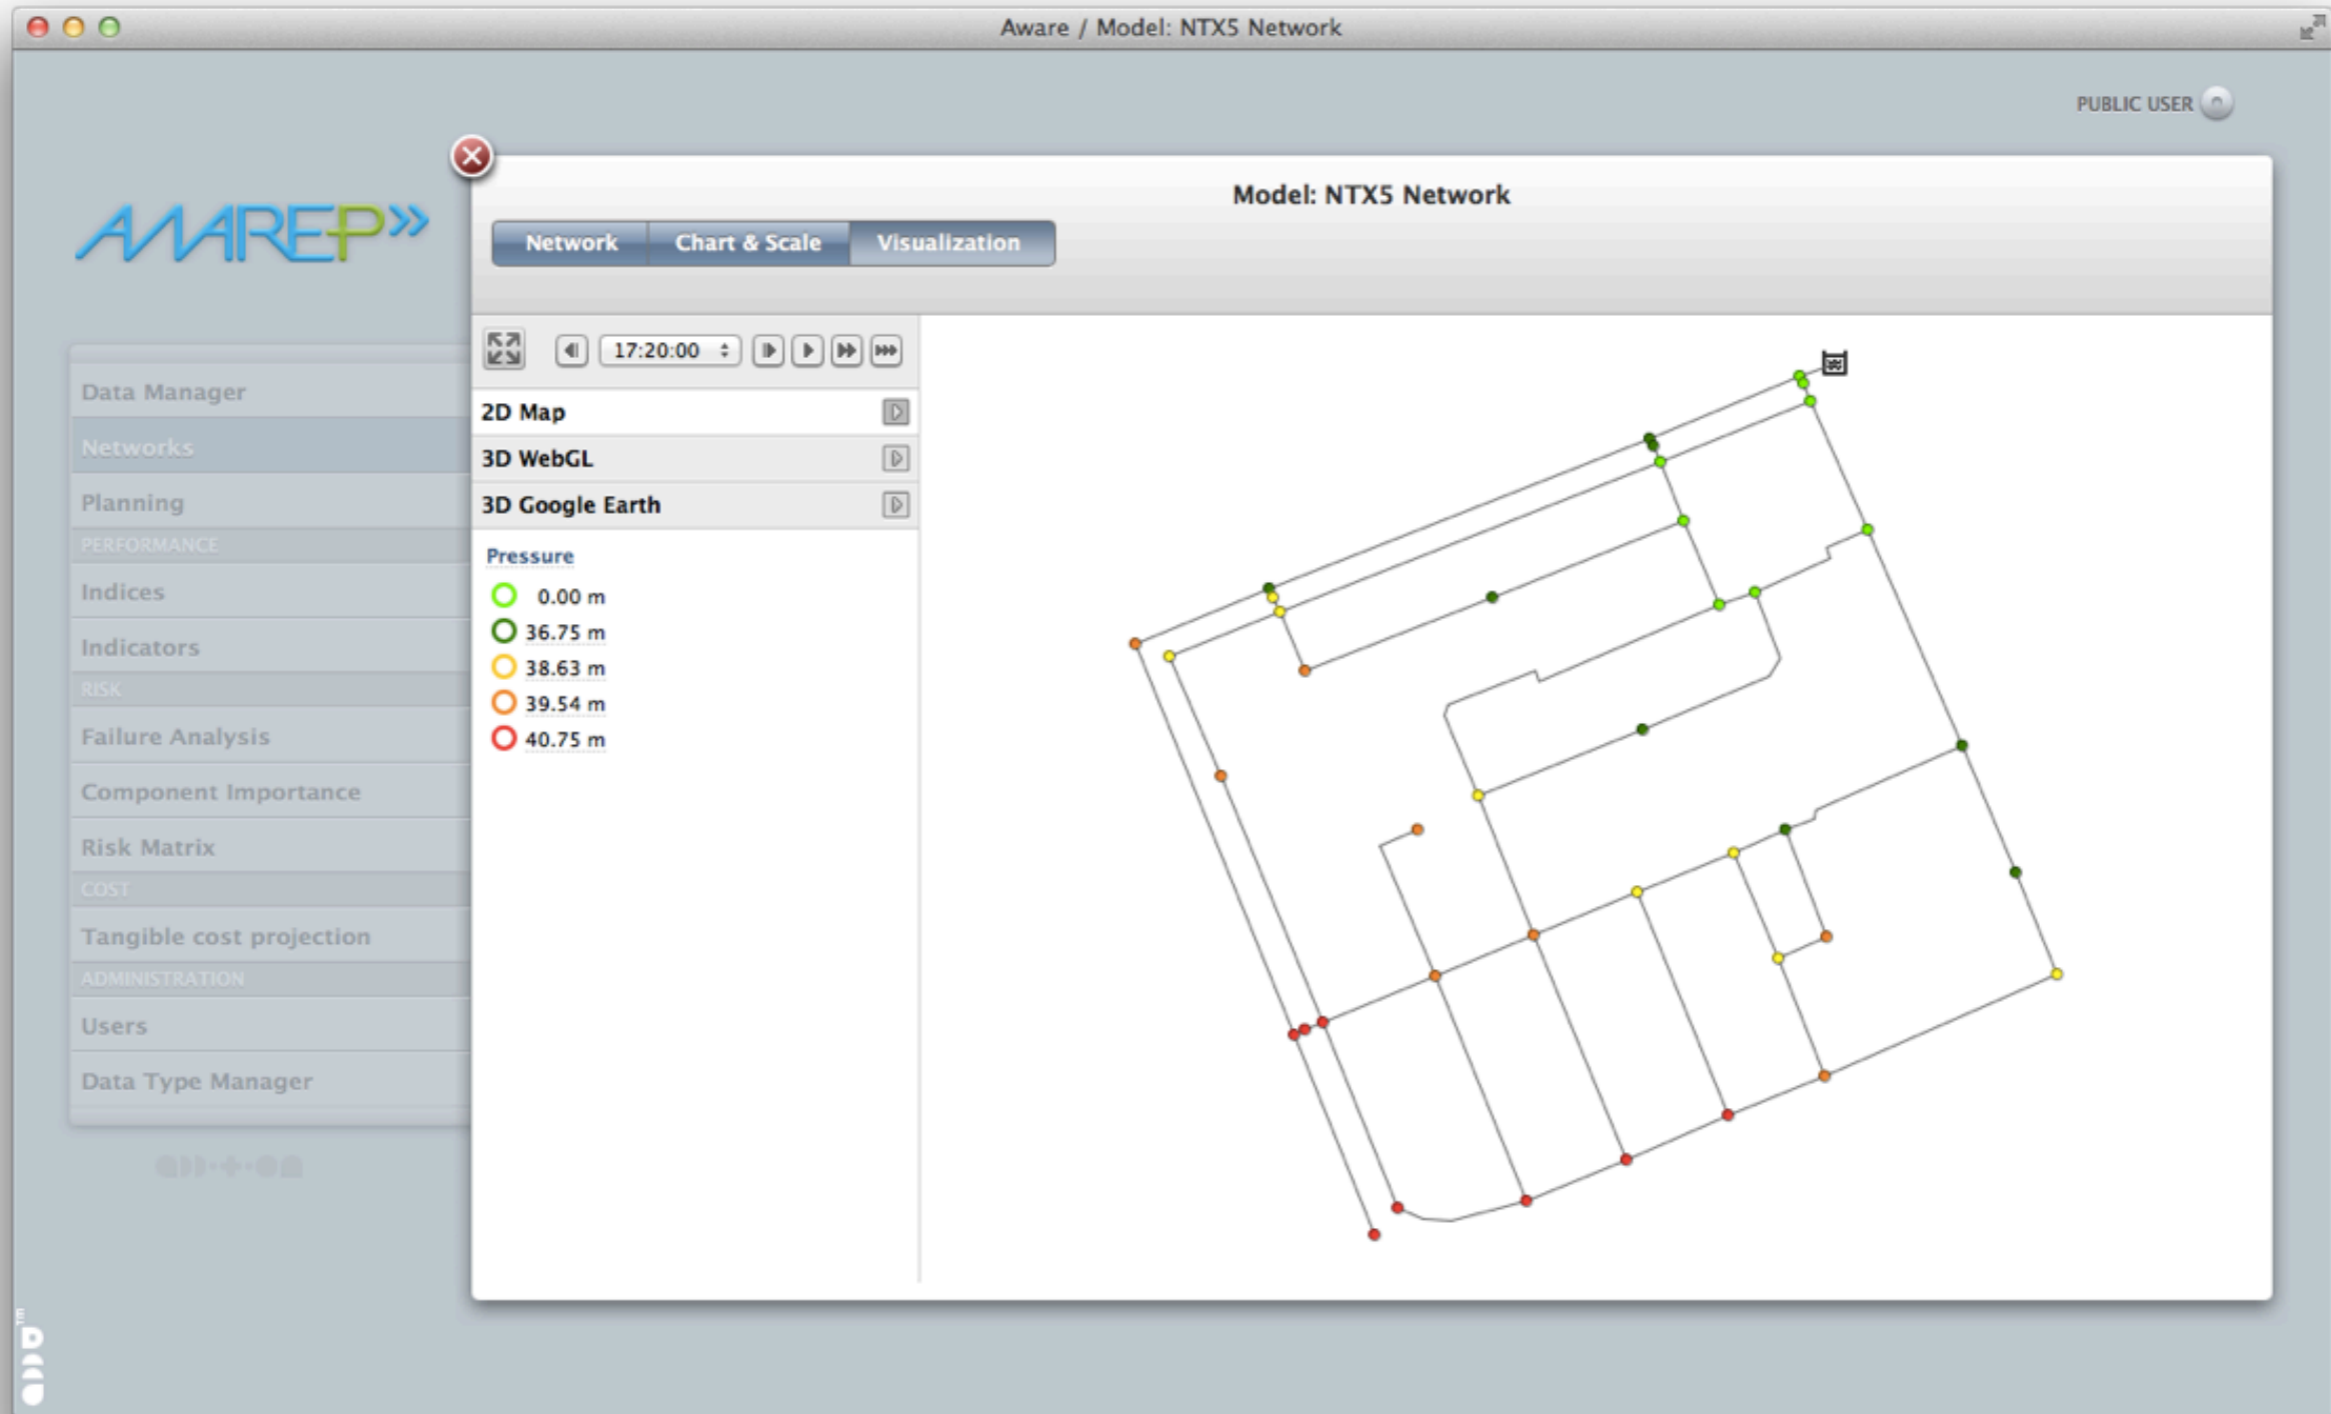 Aware / Model: NTX5 Network
PUBLIC USER
AWARE-P
Model: NTX5 Network
Network
Chart & Scale
Visualization
17:20:00
Data Manager
Networks
Planning
PERFORMANCE
Indices
Indicators
RISK
Failure Analysis
Component Importance
Risk Matrix
COST
Tangible cost projection
ADMINISTRATION
Users
Data Type Manager
2D Map
3D WebGL
3D Google Earth
Pressure
0.00 m
36.75 m
38.63 m
39.54 m
40.75 m